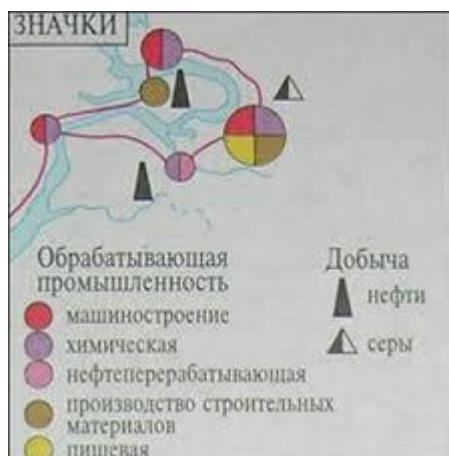 ЗНАЧКИ
Обрабатывающая
промышленность
машиностроение
химическая
нефтеперерабатывающая
производство строительных
материалов
пищевая
Добыча
нефти
серы